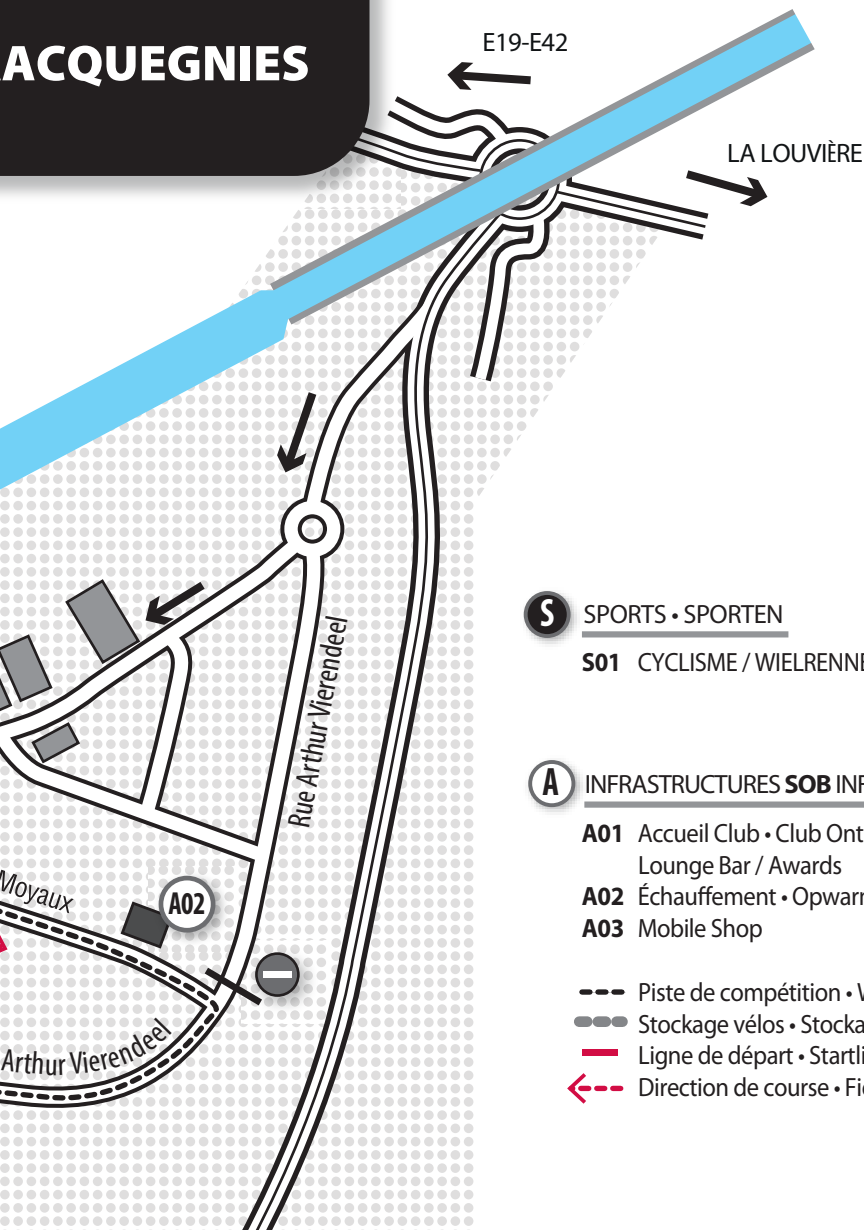 ACQUEGNIES
E19-E42
LA LOUVIÈRE
Rue Arthur Vierendeel
Moyaux
A02
Arthur Vierendeel
S SPORTS • SPORTEN
S01 CYCLISME / WIELRENNE
A INFRASTRUCTURES SOB INF
A01 Accueil Club • Club Ont
Lounge Bar / Awards
A02 Échauffement • Opwarm
A03 Mobile Shop
Piste de compétition • W
Stockage vélos • Stocka
Ligne de départ • Startli
Direction de course • Fi